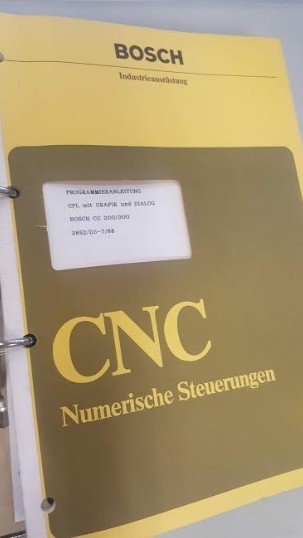 BOSCH
Industrieausrüstung
PROGRAMMIERANLEITUNG
CPL mit GRAFIK und DIALOG
BOSCH CC 200/300
CNC
Numerische Steuerungen